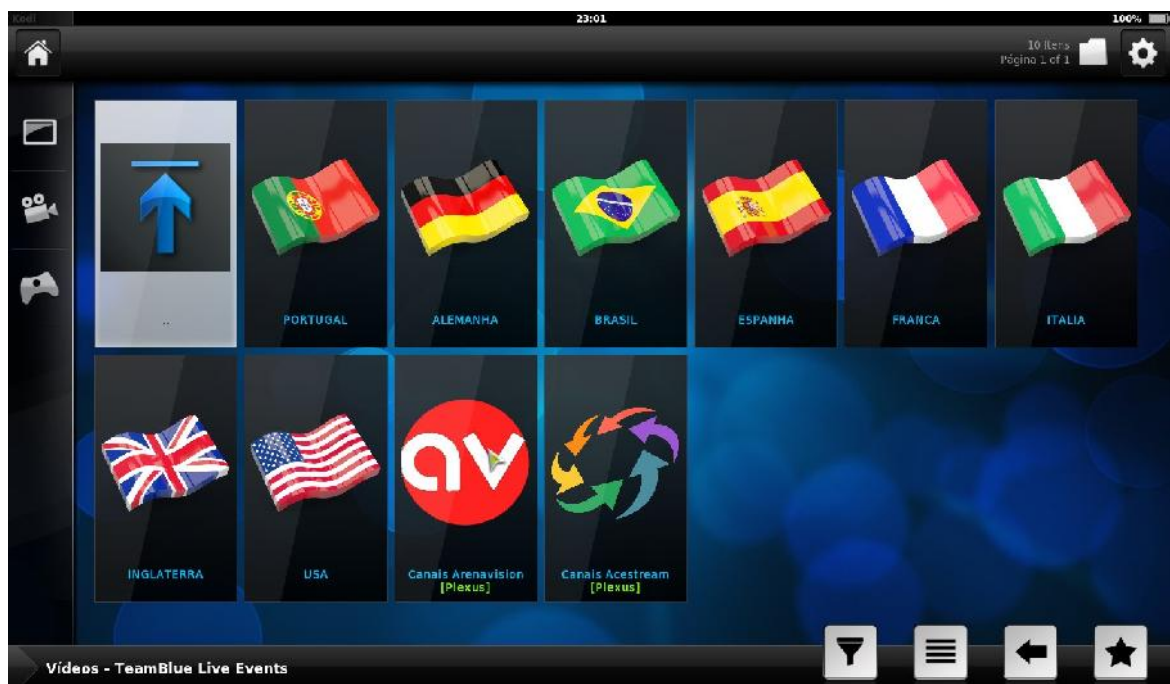 Kodi
23:01
100%
10 itens
Página 1 of 1
..
PORTUGAL
ALEMANHA
BRASIL
ESPANHA
FRANCA
ITALIA
INGLATERRA
USA
av
Canais Arenavision
[Plexus]
Canais Acestream
[Plexus]
Vídeos - TeamBlue Live Events